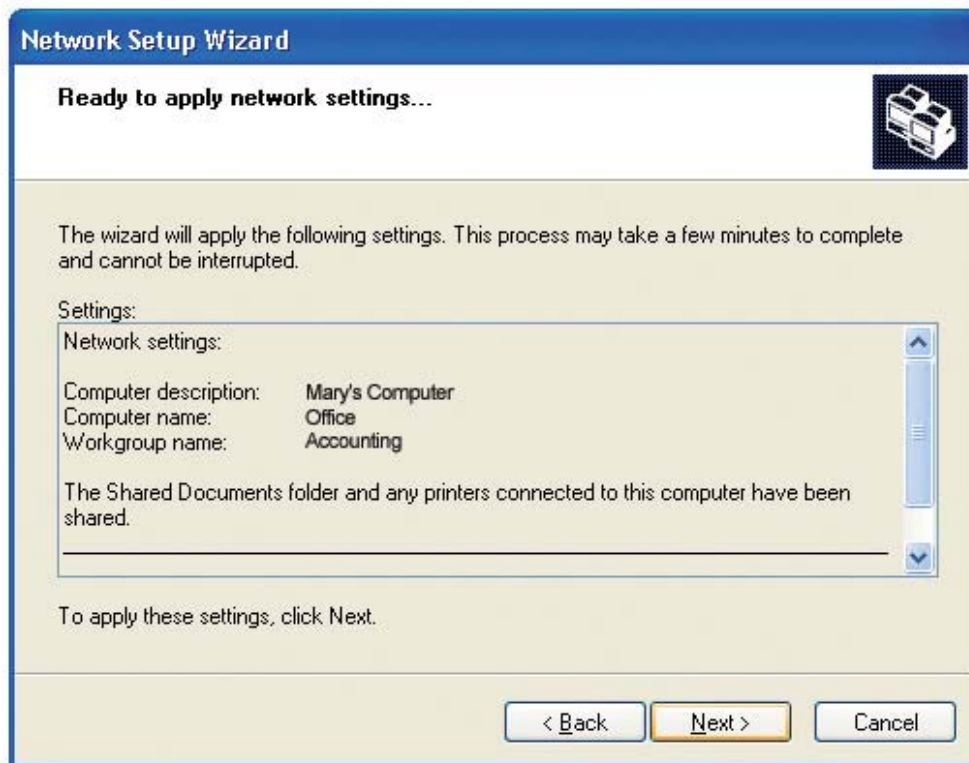 Network Setup Wizard
Ready to apply network settings...
The wizard will apply the following settings. This process may take a few minutes to complete
and cannot be interrupted.
Settings:
Network settings:
Computer description: Mary's Computer
Computer name: Office
Workgroup name: Accounting
The Shared Documents folder and any printers connected to this computer have been
shared.
To apply these settings, click Next.
< Back Next > Cancel